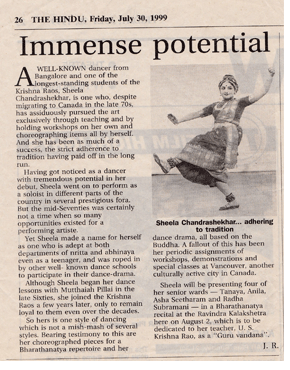 26 THE HINDU, Friday, July 30, 1999
Immense potential
A WELL-KNOWN dancer from
Bangalore and one of the
longest-standing students of the
Krishna Raos, Sheela
Chandrashekhar, is one who, despite
migrating to Canada in the late 70s,
has assiduously pursued the art
exclusively through teaching and by
holding workshops on her own and
choreographing items all by herself.
And she has been as much of a
success, the strict adherence to
tradition having paid off in the long
run.
Having got noticed as a dancer
with tremendous potential in her
debut, Sheela went on to perform as
a soloist in different parts of the
country in several prestigious fora.
But the mid-Seventies was certainly
not a time when so many
opportunities existed for a
performing artiste.
Yet Sheela made a name for herself
as one who is adept at both
departments of nritta and abhinaya
even as a teenager, and was roped in
by other well-known dance schools
to participate in their dance-drama.
Although Sheela began her dance
lessons with Muthaiah Pillai in the
late Sixties, she joined the Krishna
Raos a few years later, only to remain
loyal to them even over the decades.
So hers is one style of dancing
which is not a mish-mash of several
styles. Bearing testimony to this are
her choreographed pieces for a
Bharathanatya repertoire and her
Sheela Chandrashekhar... adhering
to tradition
dance drama, all based on the
Buddha. A fallout of this has been
her periodic assignments of
workshops, demonstrations and
special classes at Vancouver, another
culturally active city in Canada.
Sheela will be presenting four of
her senior wards — Tanaya, Anila,
Asha Seetharam and Radha
Subramani — in a Bharathanatya
recital at the Ravindra Kalakshetra
here on August 2, which is to be
dedicated to her teacher, U. S.
Krishna Rao, as a "Guru vandana".
J. R.